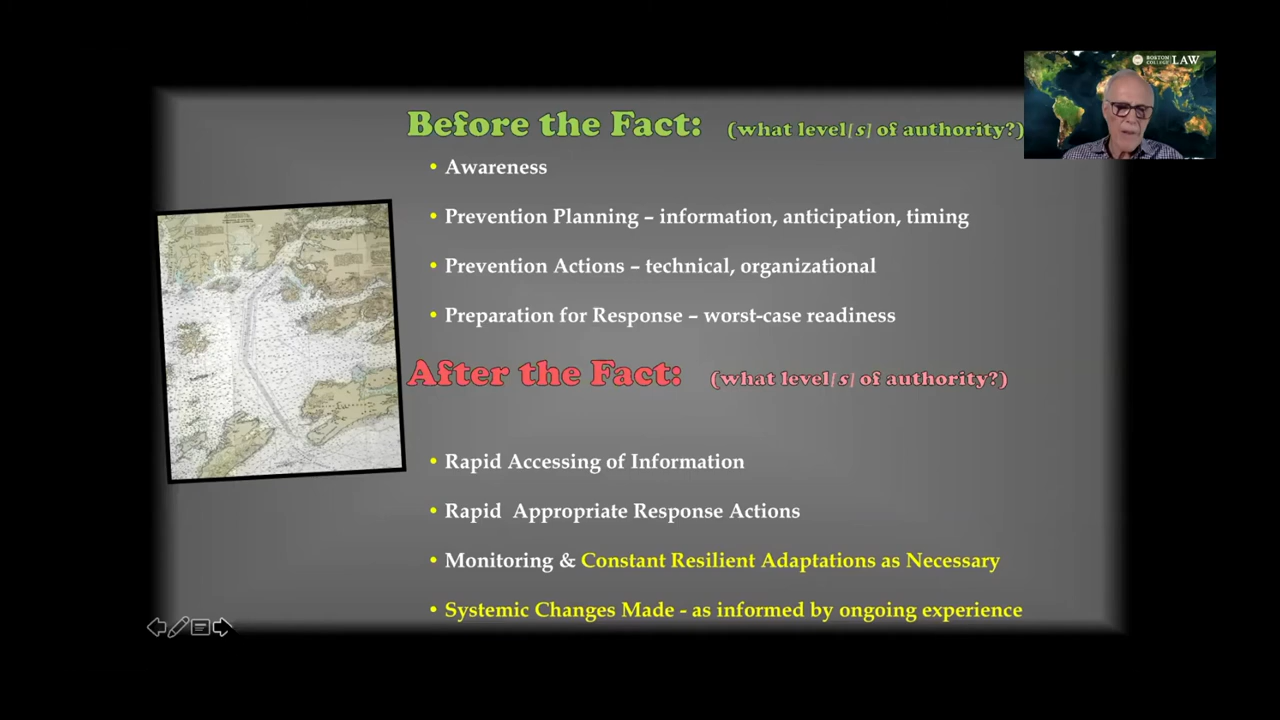 BOSTON COLLEGE LAW
Before the Fact: (what level[s] of authority?)
• Awareness
• Prevention Planning – information, anticipation, timing
• Prevention Actions – technical, organizational
• Preparation for Response – worst-case readiness
After the Fact: (what level[s] of authority?)
• Rapid Accessing of Information
• Rapid  Appropriate Response Actions
• Monitoring & Constant Resilient Adaptations as Necessary
• Systemic Changes Made - as informed by ongoing experience